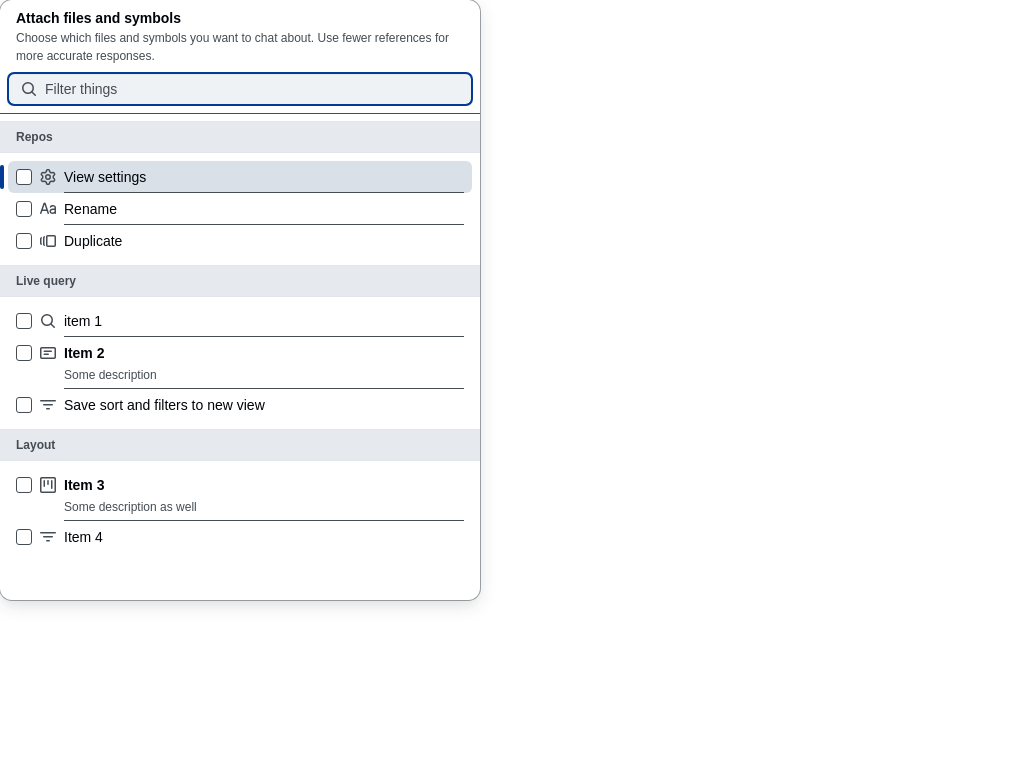 Attach files and symbols
Choose which files and symbols you want to chat about. Use fewer references for
more accurate responses.
Filter things
Repos
View settings
Rename
Duplicate
Live query
item 1
Item 2
Some description
Save sort and filters to new view
Layout
Item 3
Some description as well
Item 4